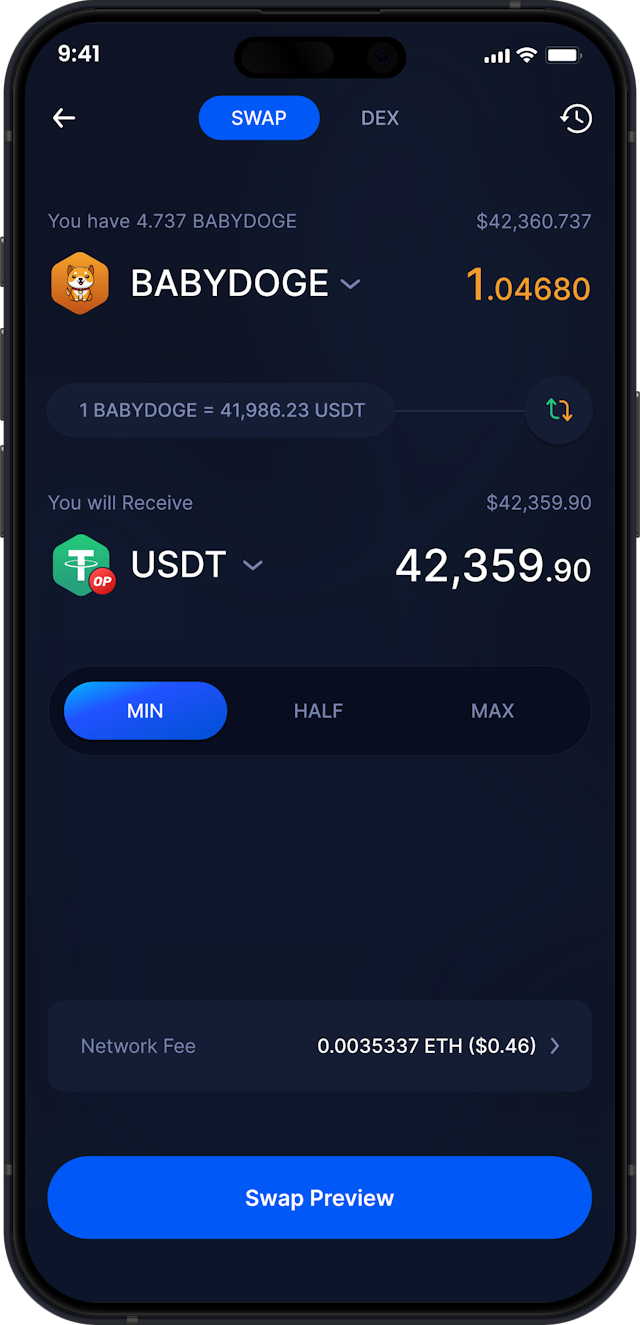 9:41
SWAP DEX
You have 4.737 BABYDOGE $42,360.737
BABYDOGE 1.04680
1 BABYDOGE = 41,986.23 USDT
You will Receive $42,359.90
USDT 42,359.90
OP
MIN HALF MAX
Network Fee 0.0035337 ETH ($0.46)
Swap Preview